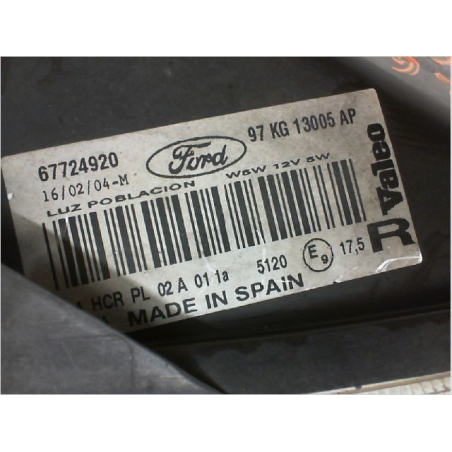 67724920 Ford 97 KG 13005 AP
16/02/04-M
LUZ POBLACION W5W 12V 5W
Valeo
R
HCR PL 02 A 01 1a 5120 E9 17,5
MADE IN SPAiN